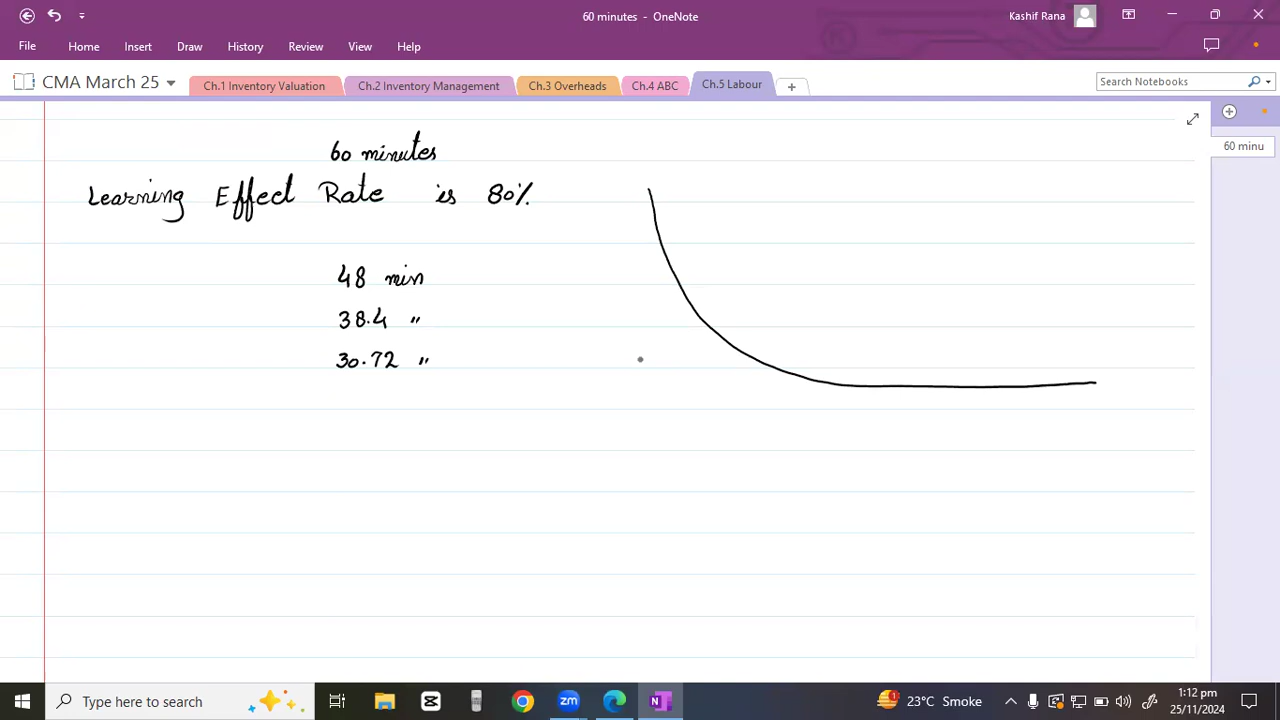 60 minutes - OneNote
Kashif Rana
File Home Insert Draw History Review View Help
CMA March 25
Ch.1 Inventory Valuation
Ch.2 Inventory Management
Ch.3 Overheads
Ch.4 ABC
Ch.5 Labour
Search Notebooks
60 minu
60 minutes
Learning Effect Rate is 80%
48 min
38.4 "
30.72 "
Type here to search
zm
N
1
23°C Smoke
1:12 pm
25/11/2024